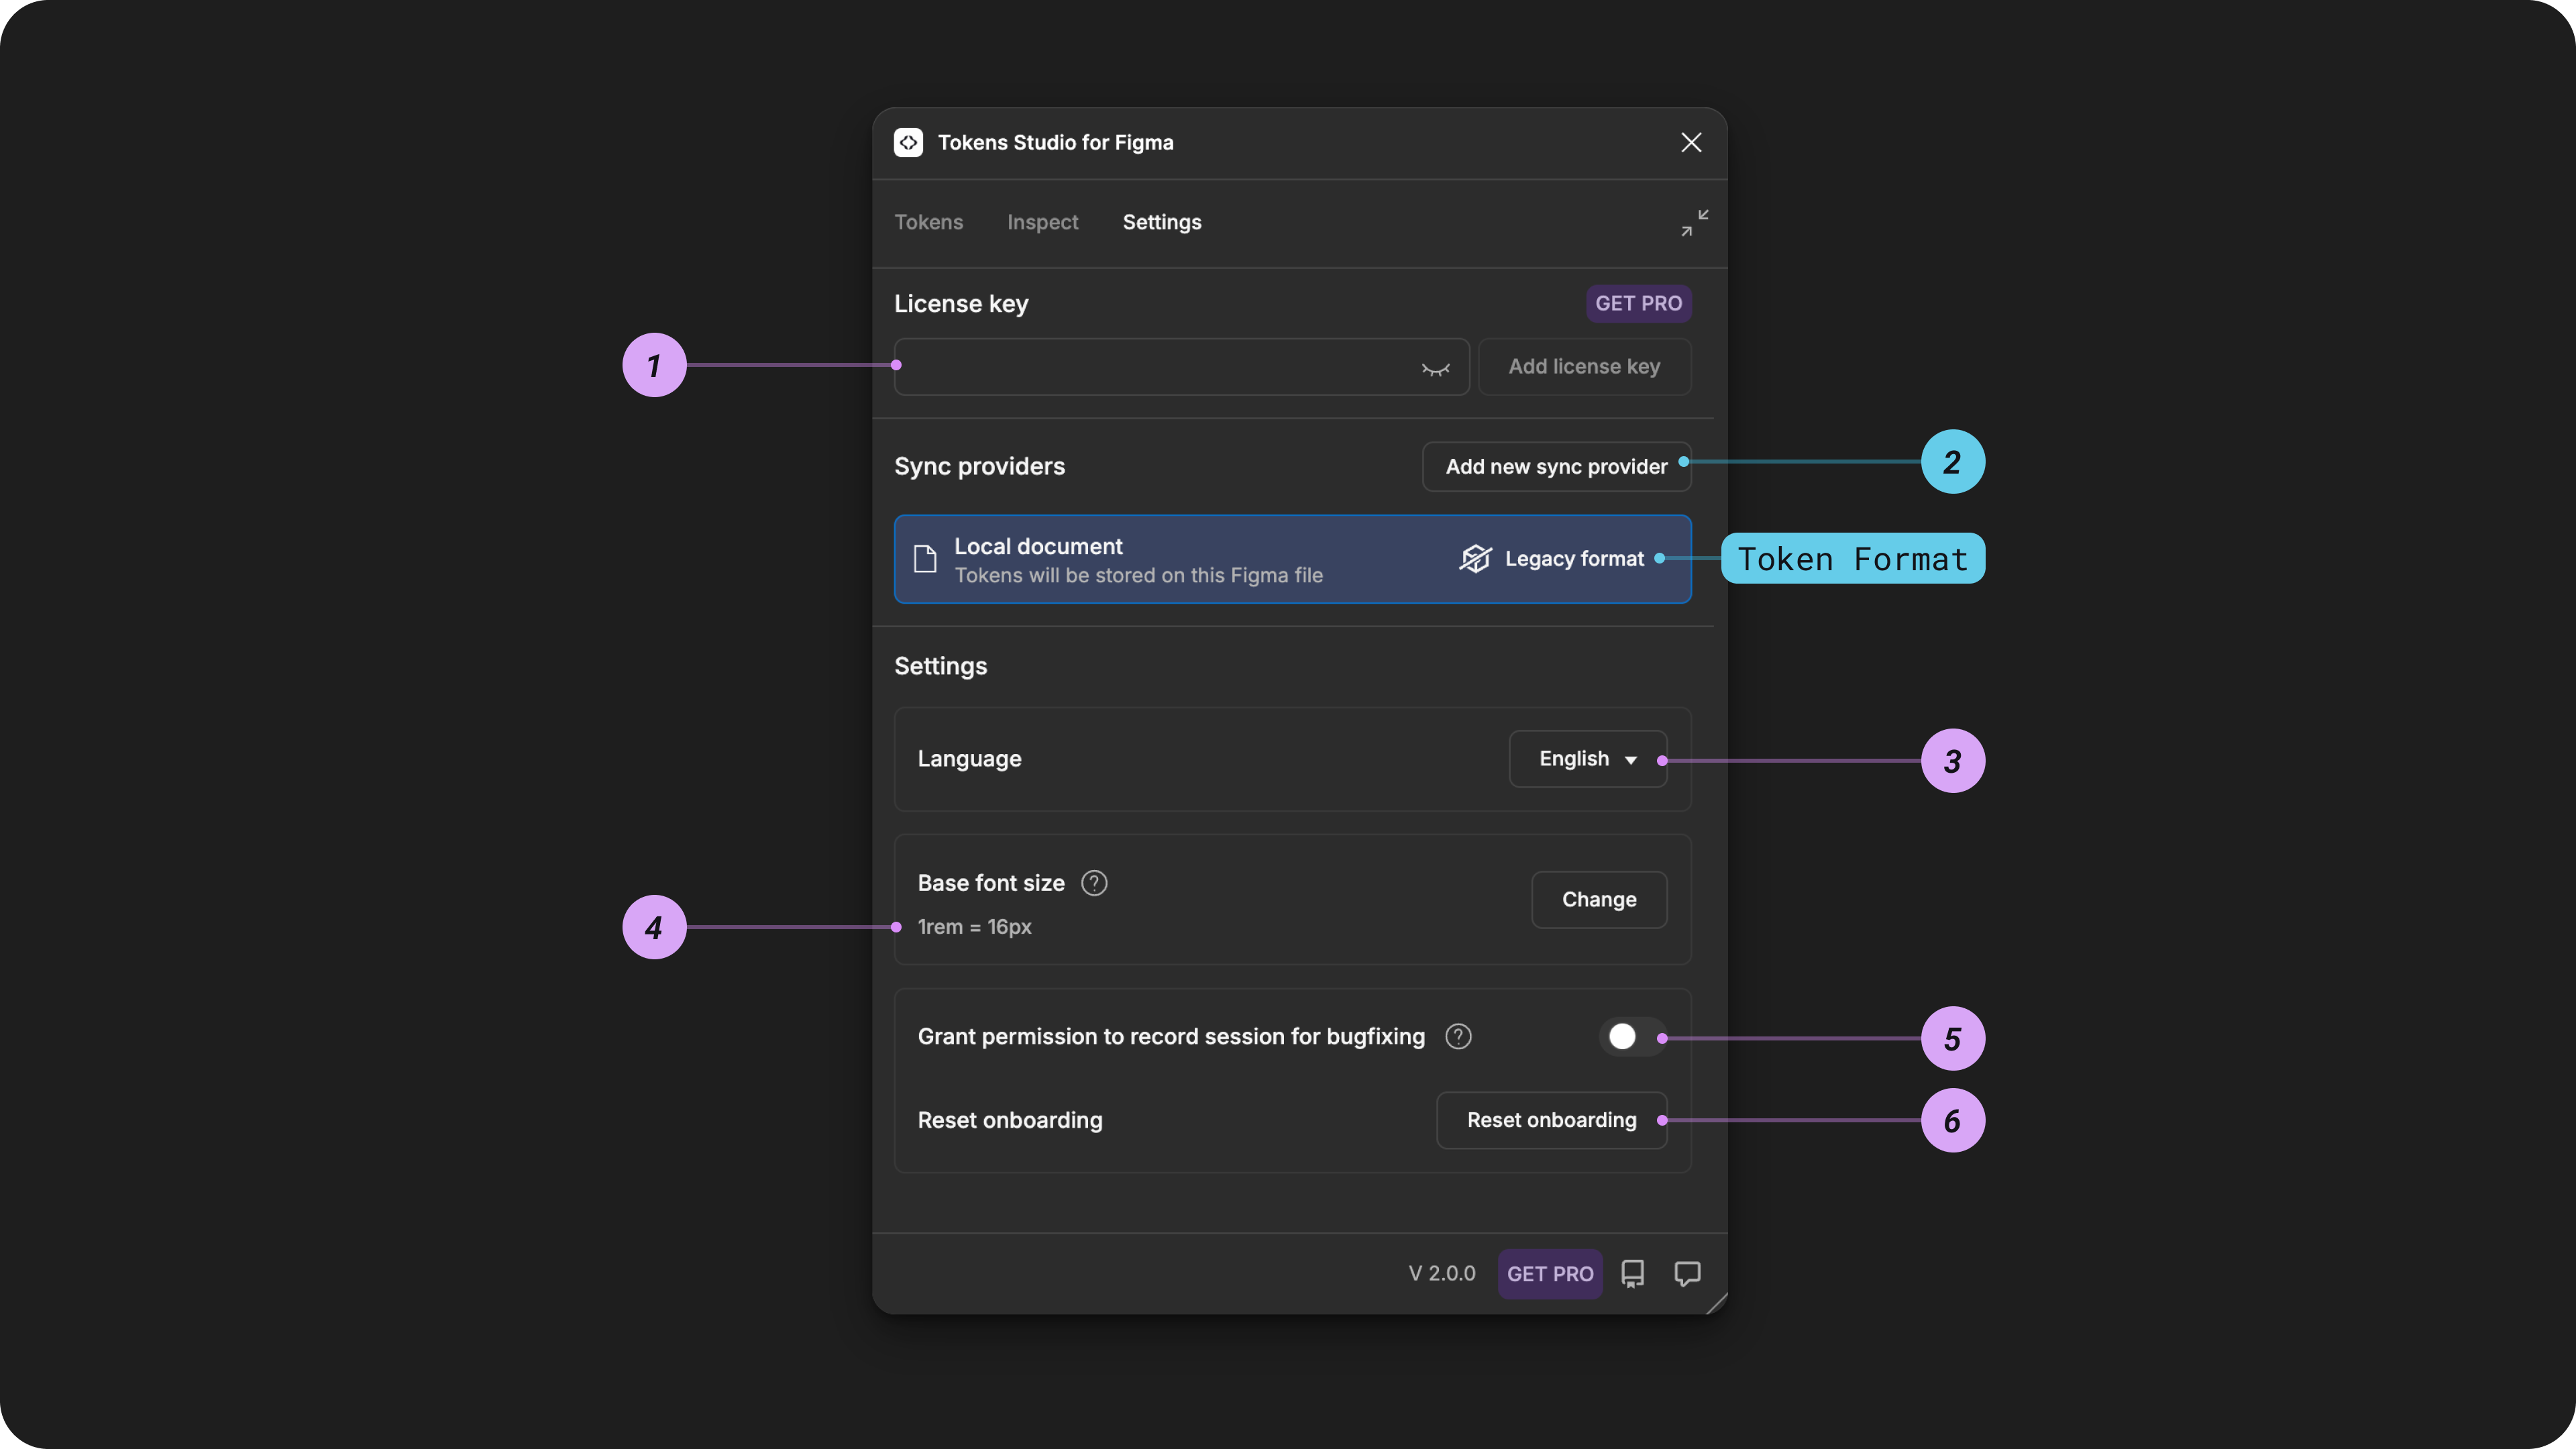 Tokens Studio for Figma
Tokens Inspect Settings
License key GET PRO
1
Add license key
Sync providers Add new sync provider
2
Local document
Tokens will be stored on this Figma file
Legacy format
Token Format
Settings
Language English
3
Base font size ?
1rem = 16px
Change
4
Grant permission to record session for bugfixing ?
5
Reset onboarding Reset onboarding
6
V 2.0.0 GET PRO